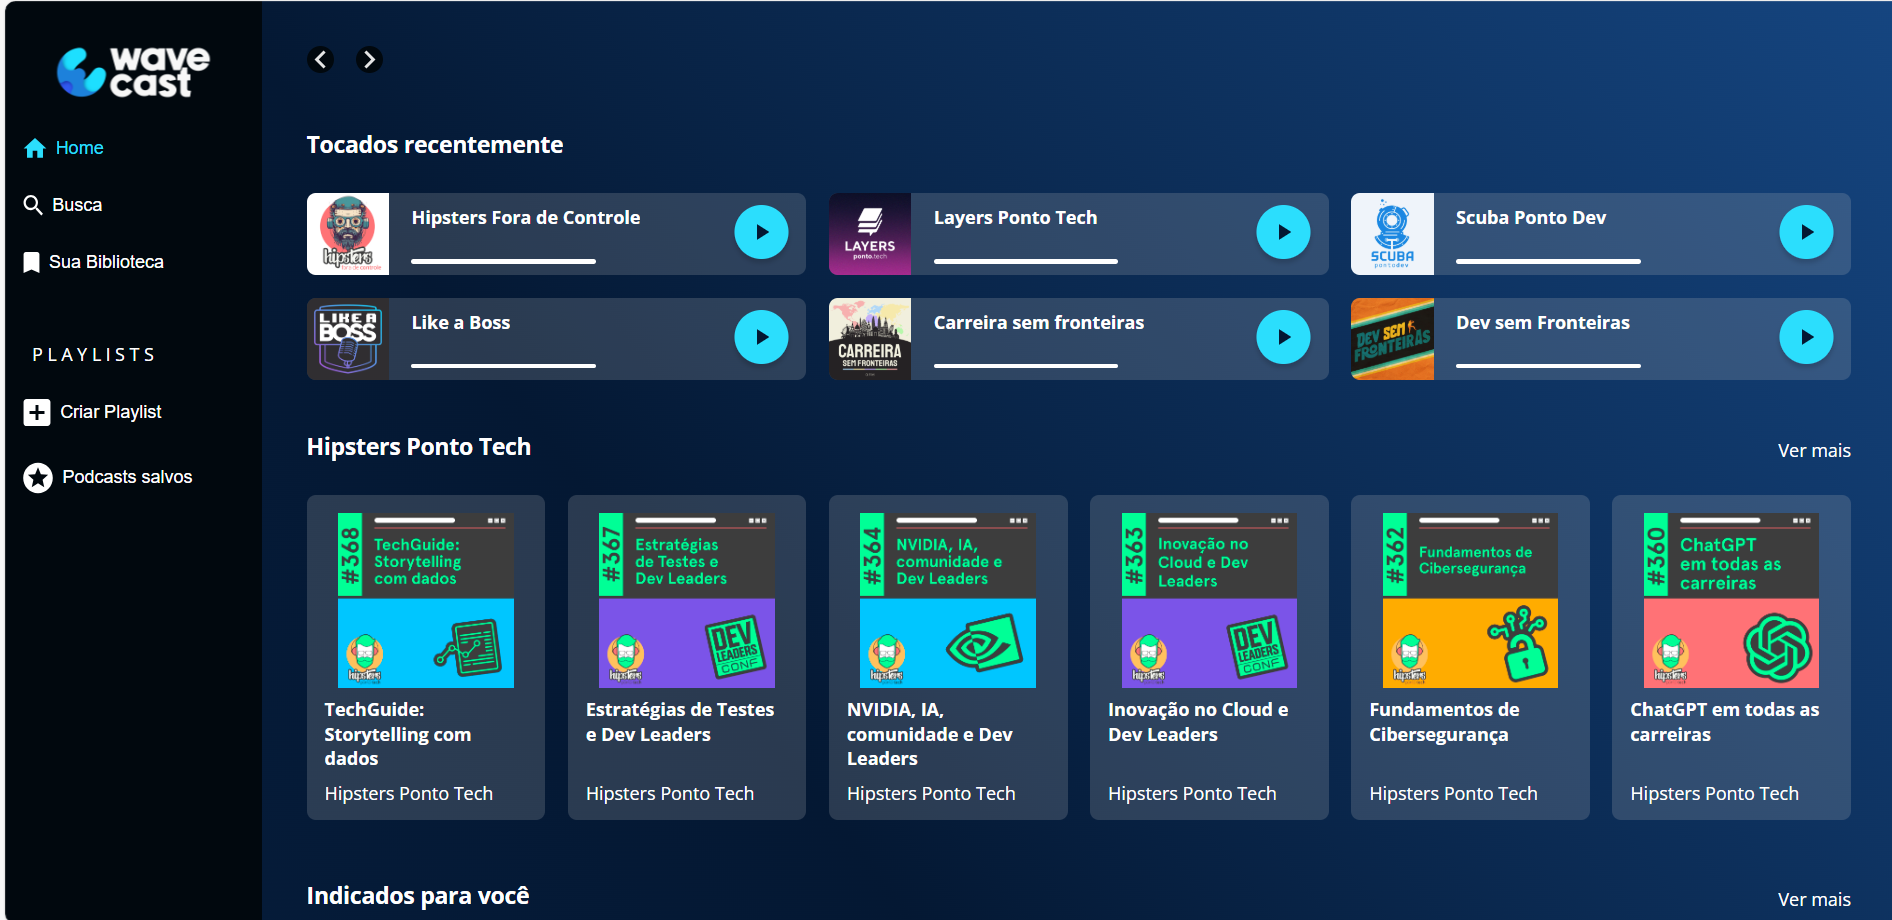 wave
cast
Home
Busca
Sua Biblioteca
PLAYLISTS
Criar Playlist
Podcasts salvos
Tocados recentemente
hipsters
fora de controle
Hipsters Fora de Controle
LAYERS
ponto.tech
Layers Ponto Tech
SCUBA
pontodev
Scuba Ponto Dev
LIKE A
BOSS
Like a Boss
CARREIRA
SEM FRONTEIRAS
Carreira sem fronteiras
DEV SEM
FRONTEIRAS
Dev sem Fronteiras
Hipsters Ponto Tech
Ver mais
#368
TechGuide:
Storytelling
com dados
hipsters
TechGuide:
Storytelling com
dados
Hipsters Ponto Tech
#367
Estratégias
de Testes e
Dev Leaders
hipsters
DEV
LEADERS
CONF
Estratégias de Testes
e Dev Leaders
Hipsters Ponto Tech
#364
NVIDIA, IA,
comunidade e
Dev Leaders
hipsters
NVIDIA, IA,
comunidade e Dev
Leaders
Hipsters Ponto Tech
#363
Inovação no
Cloud e Dev
Leaders
hipsters
DEV
LEADERS
CONF
Inovação no Cloud e
Dev Leaders
Hipsters Ponto Tech
#362
Fundamentos de
Cibersegurança
hipsters
Fundamentos de
Cibersegurança
Hipsters Ponto Tech
#360
ChatGPT
em todas as
carreiras
hipsters
ChatGPT em todas as
carreiras
Hipsters Ponto Tech
Indicados para você
Ver mais